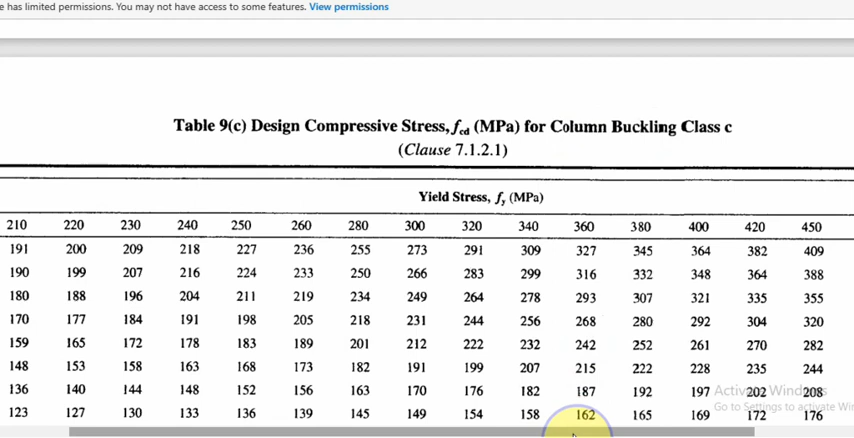 e has limited permissions. You may not have access to some features. View permissions
Table 9(c) Design Compressive Stress, fcd (MPa) for Column Buckling Class c
(Clause 7.1.2.1)
Yield Stress, fy (MPa)
210 220 230 240 250 260 280 300 320 340 360 380 400 420 450
191 200 209 218 227 236 255 273 291 309 327 345 364 382 409
190 199 207 216 224 233 250 266 283 299 316 332 348 364 388
180 188 196 204 211 219 234 249 264 278 293 307 321 335 355
170 177 184 191 198 205 218 231 244 256 268 280 292 304 320
159 165 172 178 183 189 201 212 222 232 242 252 261 270 282
148 153 158 163 168 173 182 191 199 207 215 222 228 235 244
136 140 144 148 152 156 163 170 176 182 187 192 197 202 208
Activate Windows
123 127 130 133 136 139 145 149 154 158 162 165 169 172 176
Go to Settings to activate Wi